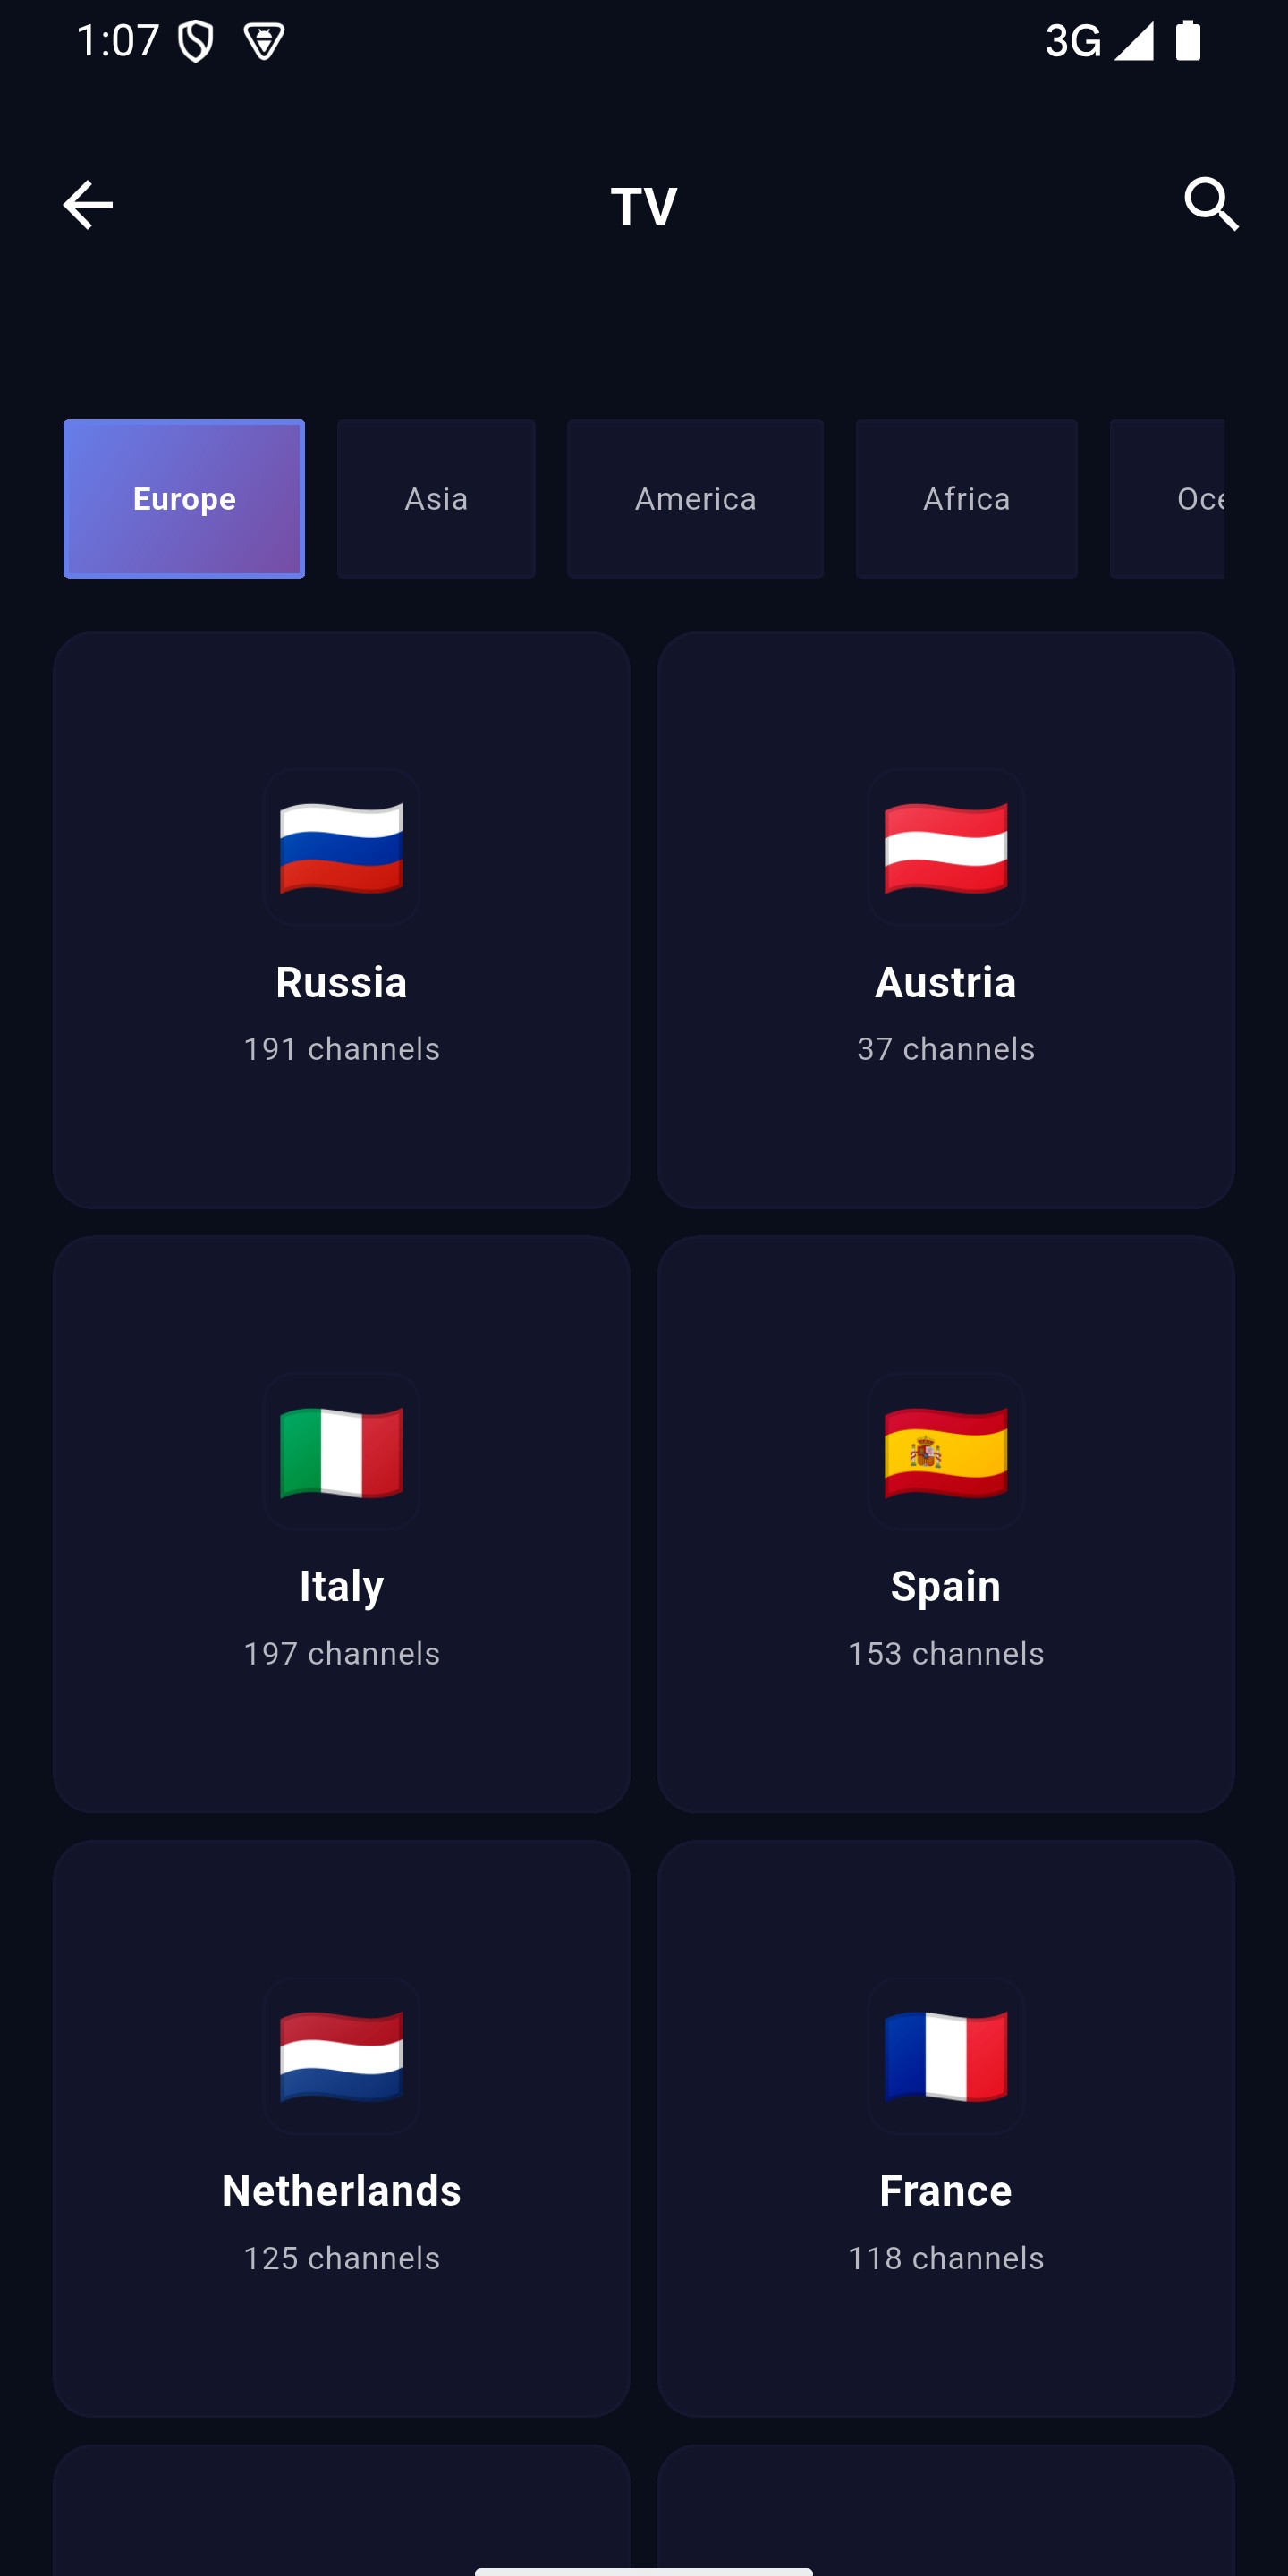 1:07 3G
TV
Europe Asia America Africa Oce
Russia Austria
191 channels 37 channels
Italy Spain
197 channels 153 channels
Netherlands France
125 channels 118 channels